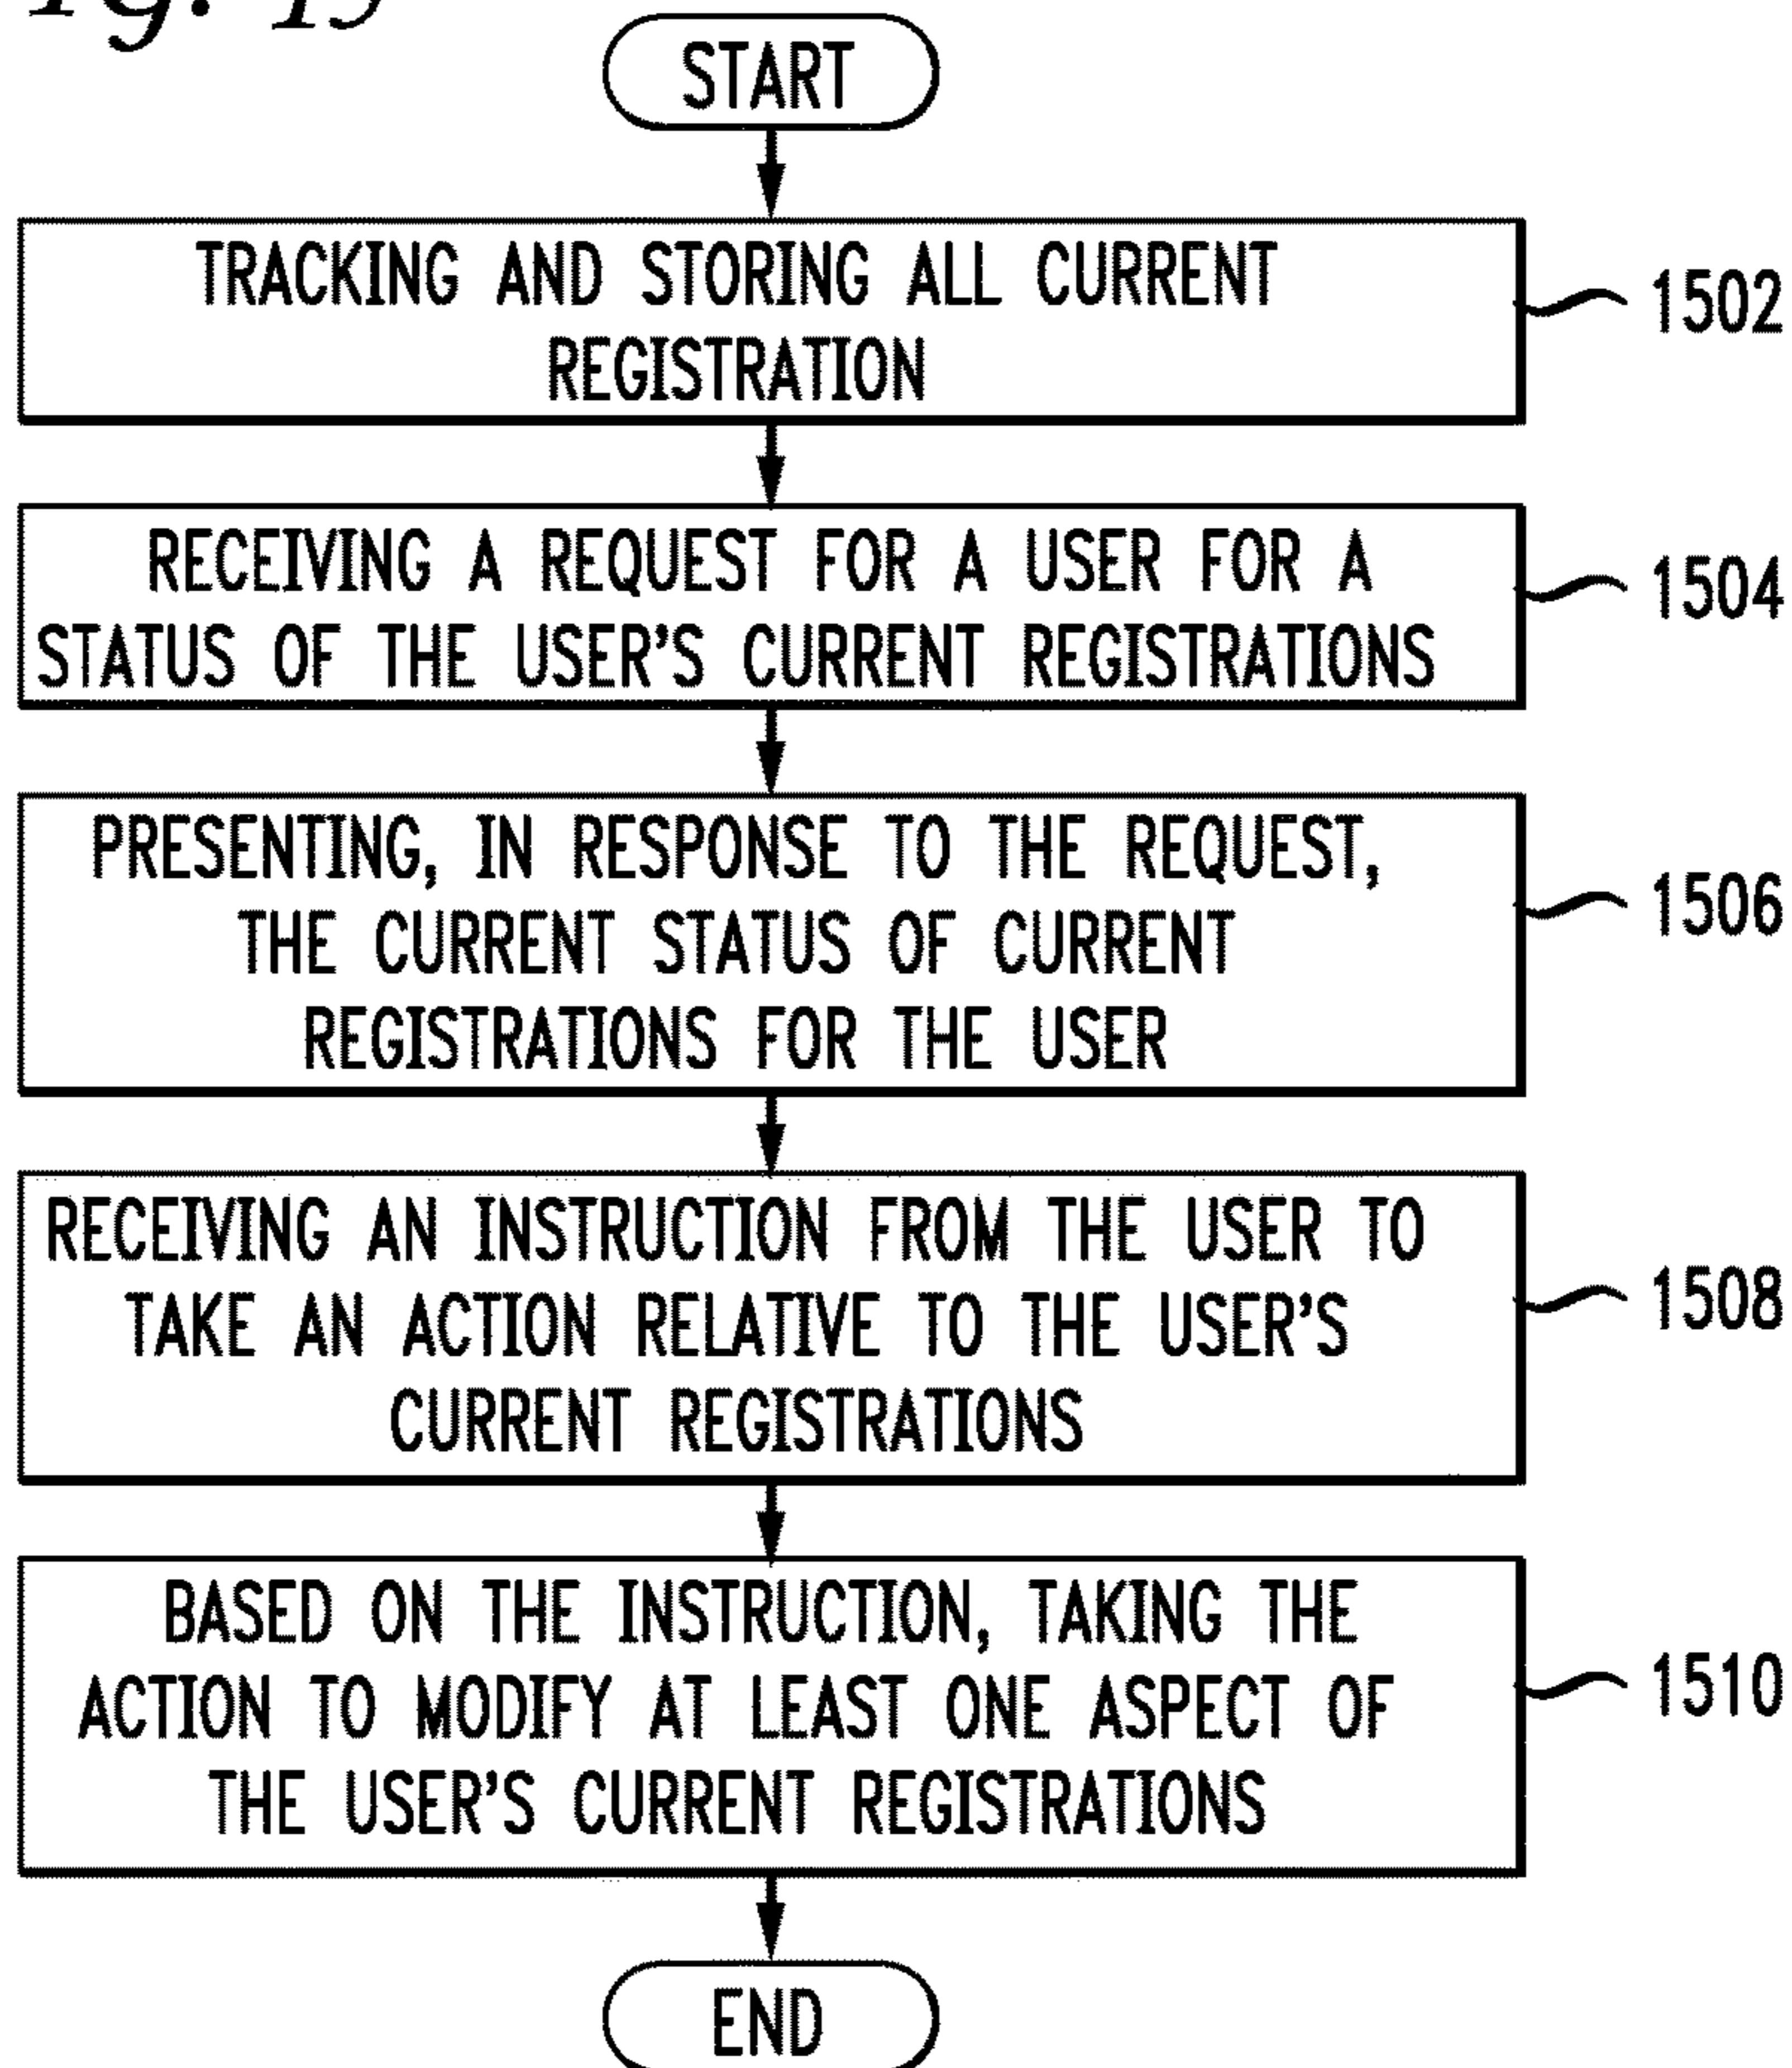 START
TRACKING AND STORING ALL CURRENT
REGISTRATION
1502
RECEIVING A REQUEST FOR A USER FOR A
STATUS OF THE USER'S CURRENT REGISTRATIONS
1504
PRESENTING, IN RESPONSE TO THE REQUEST,
THE CURRENT STATUS OF CURRENT
REGISTRATIONS FOR THE USER
1506
RECEIVING AN INSTRUCTION FROM THE USER TO
TAKE AN ACTION RELATIVE TO THE USER'S
CURRENT REGISTRATIONS
1508
BASED ON THE INSTRUCTION, TAKING THE
ACTION TO MODIFY AT LEAST ONE ASPECT OF
THE USER'S CURRENT REGISTRATIONS
1510
END